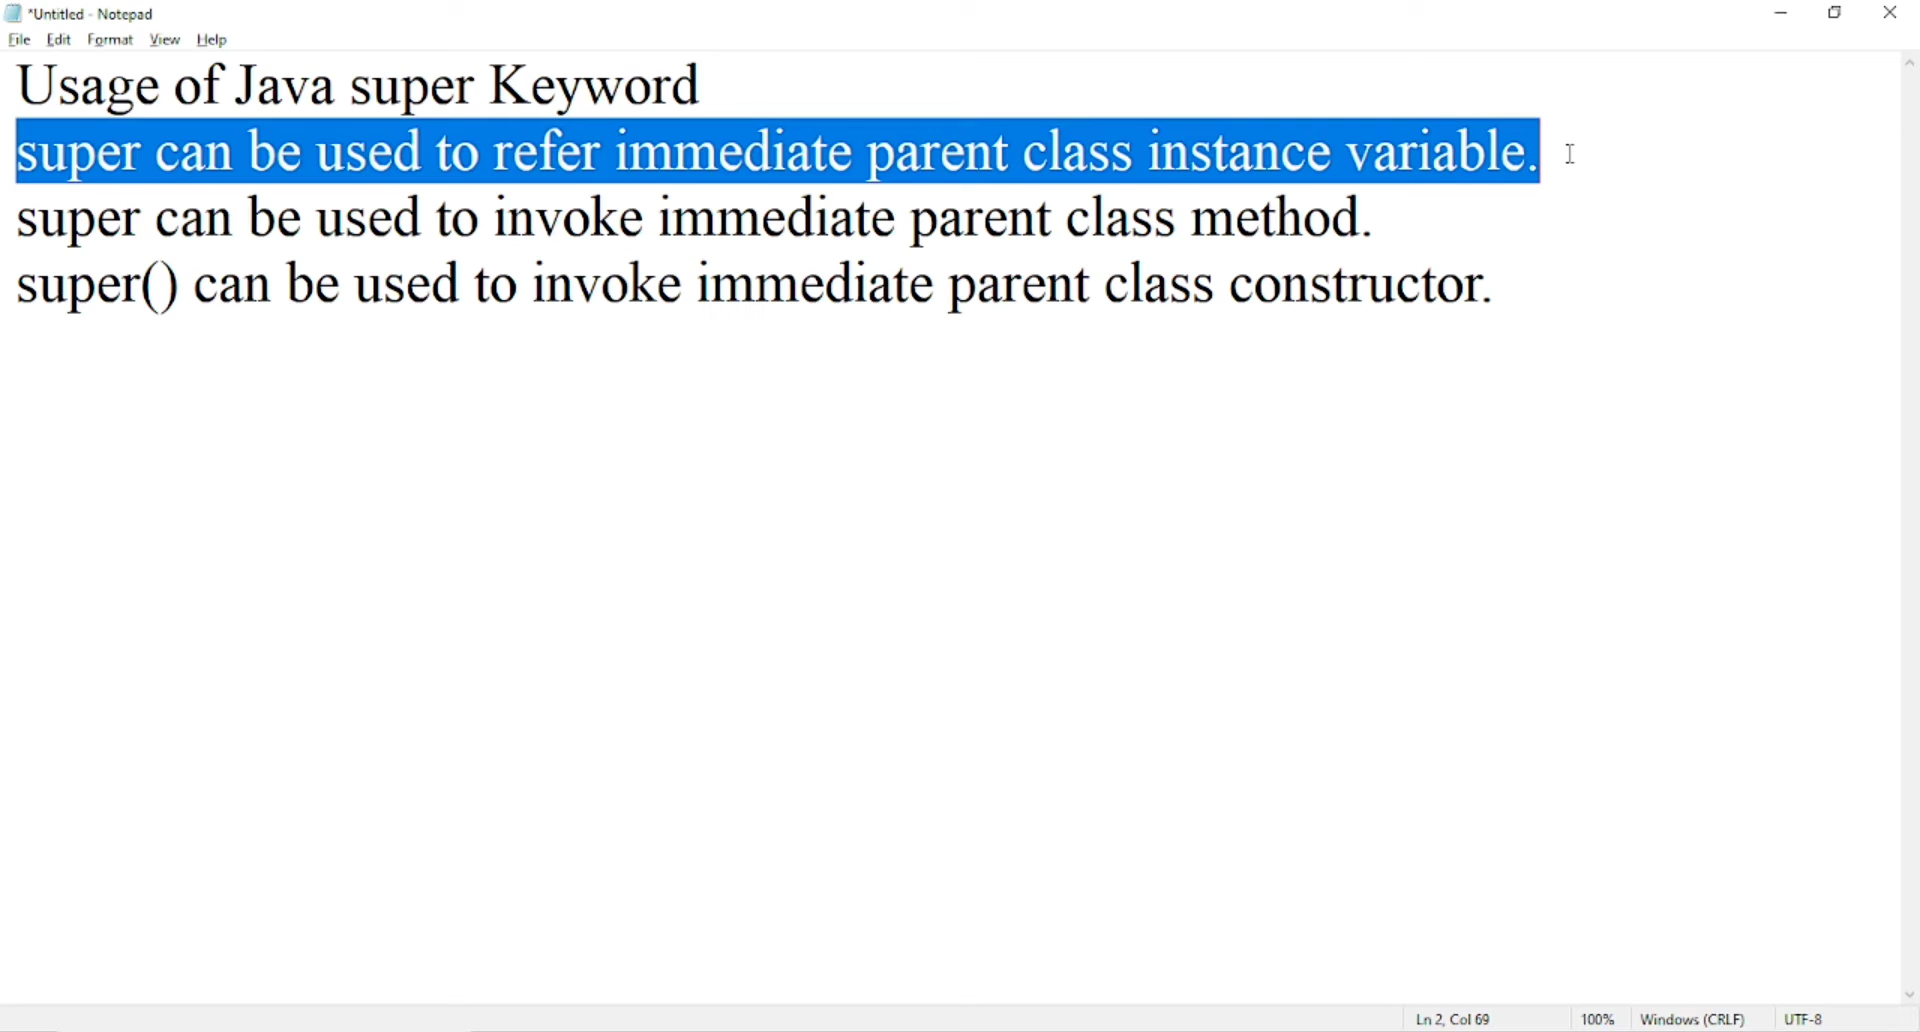 *Untitled - Notepad
File Edit Format View Help
Usage of Java super Keyword
super can be used to refer immediate parent class instance variable.
super can be used to invoke immediate parent class method.
super() can be used to invoke immediate parent class constructor.
Ln 2, Col 69 100% Windows (CRLF) UTF-8